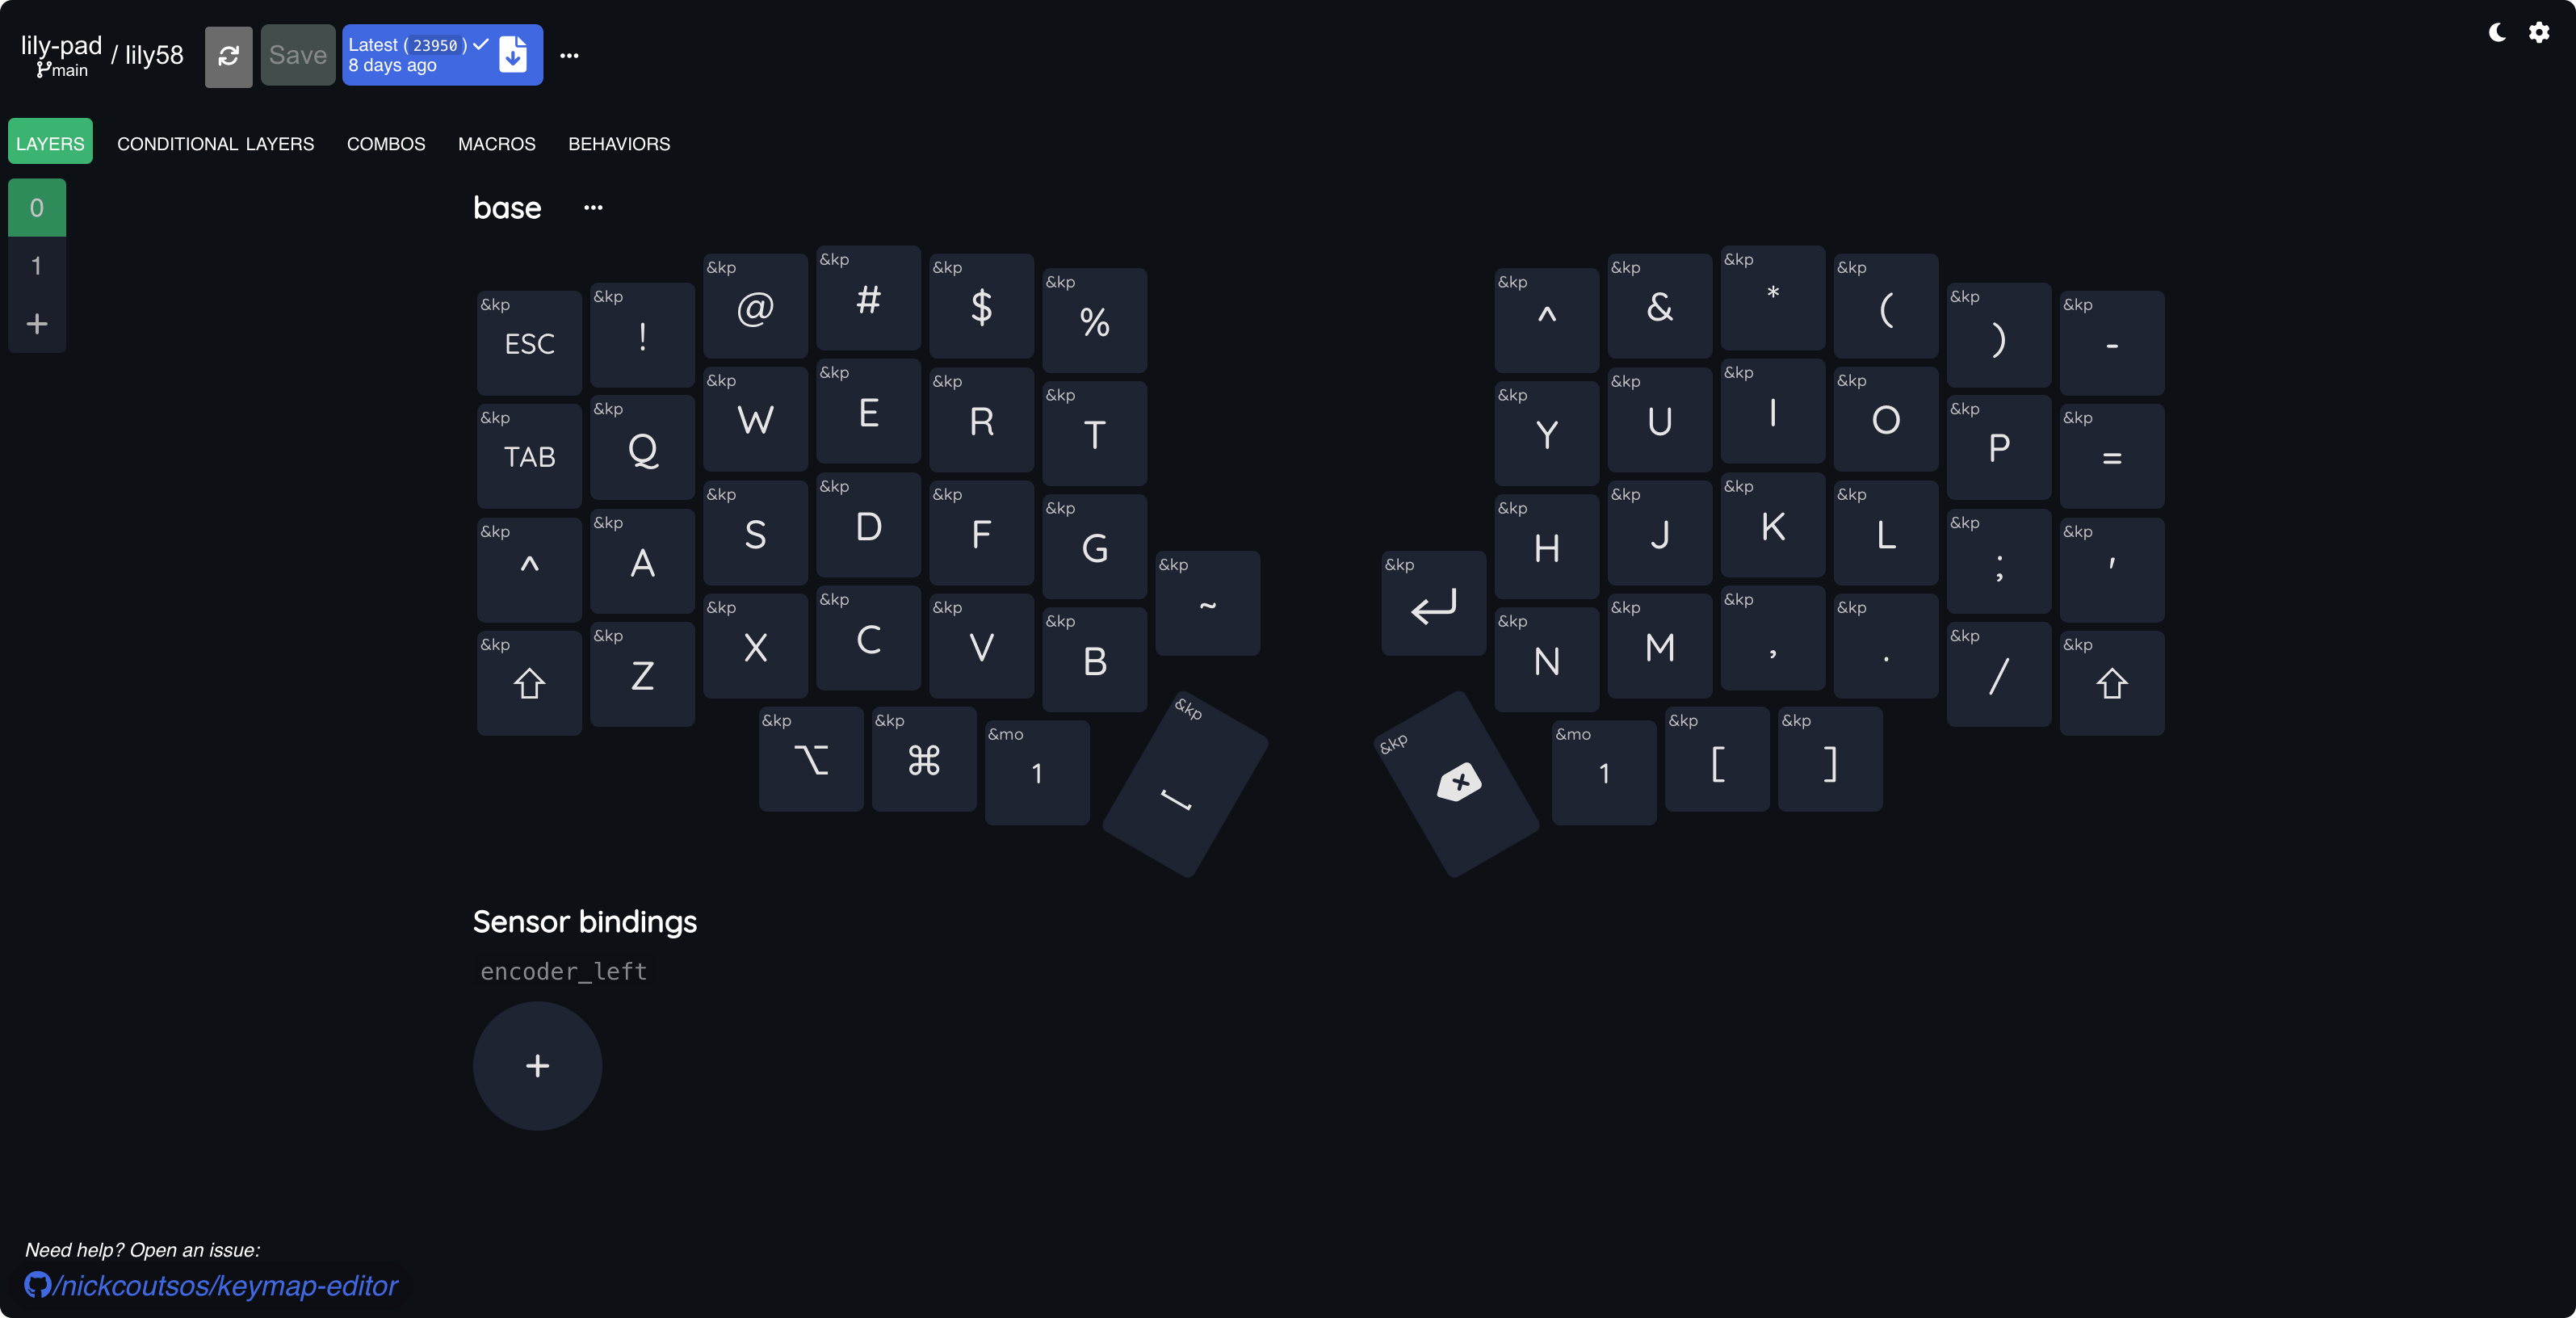 lily-pad / lily58
main
Save
Latest (23950)
8 days ago
LAYERS CONDITIONAL LAYERS COMBOS MACROS BEHAVIORS
0
1
+
base
&kp ESC &kp ! &kp @ &kp # &kp $ &kp % &kp ^ &kp & &kp * &kp ( &kp ) &kp -
&kp TAB &kp Q &kp W &kp E &kp R &kp T &kp Y &kp U &kp I &kp O &kp P &kp =
&kp ^ &kp A &kp S &kp D &kp F &kp G &kp H &kp J &kp K &kp L &kp ; &kp '
&kp ⇧ &kp Z &kp X &kp C &kp V &kp B &kp ~ &kp ↵ &kp N &kp M &kp , &kp . &kp / &kp ⇧
&kp ⌥ &kp ⌘ &mo 1 &kp ⎵ &kp ⌫ &mo 1 &kp [ &kp ]
Sensor bindings
encoder_left
+
Need help? Open an issue:
/nickcoutsos/keymap-editor